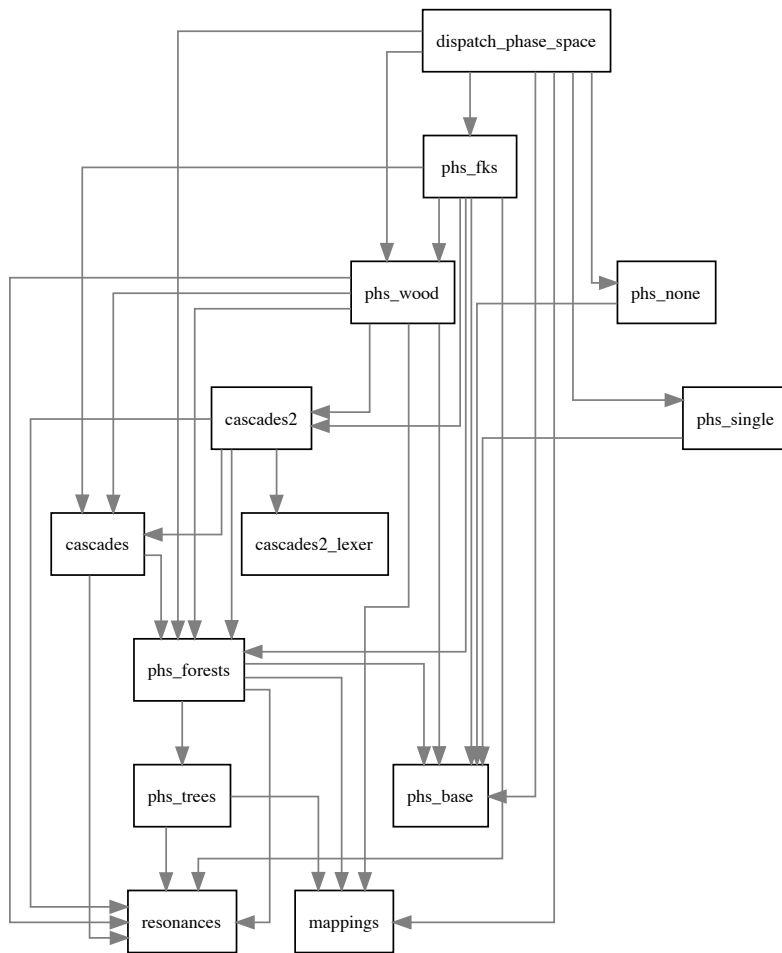 dispatch_phase_space
phs_fks
phs_wood
phs_none
cascades2
phs_single
cascades
cascades2_lexer
phs_forests
phs_trees
phs_base
resonances
mappings